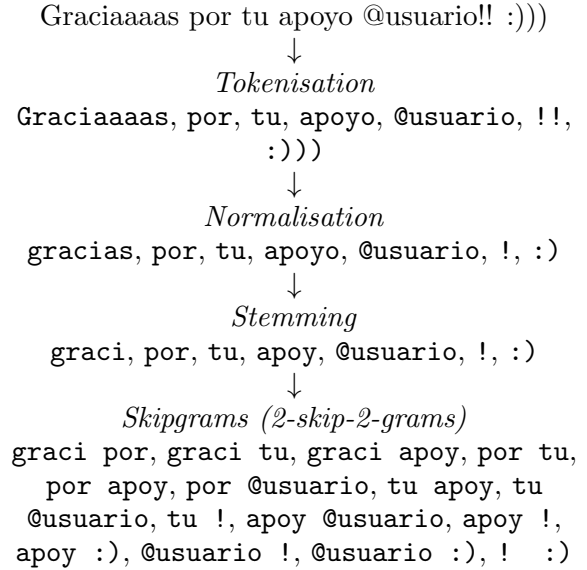 Graciaaaas por tu apoyo @usuario!! :)))
↓
Tokenisation
Graciaaaas, por, tu, apoyo, @usuario, !!,
:)))
↓
Normalisation
gracias, por, tu, apoyo, @usuario, !, :)
↓
Stemming
graci, por, tu, apoy, @usuario, !, :)
↓
Skipgrams (2-skip-2-grams)
graci por, graci tu, graci apoy, por tu,
por apoy, por @usuario, tu apoy, tu
@usuario, tu !, apoy @usuario, apoy !,
apoy :), @usuario !, @usuario :), ! :)